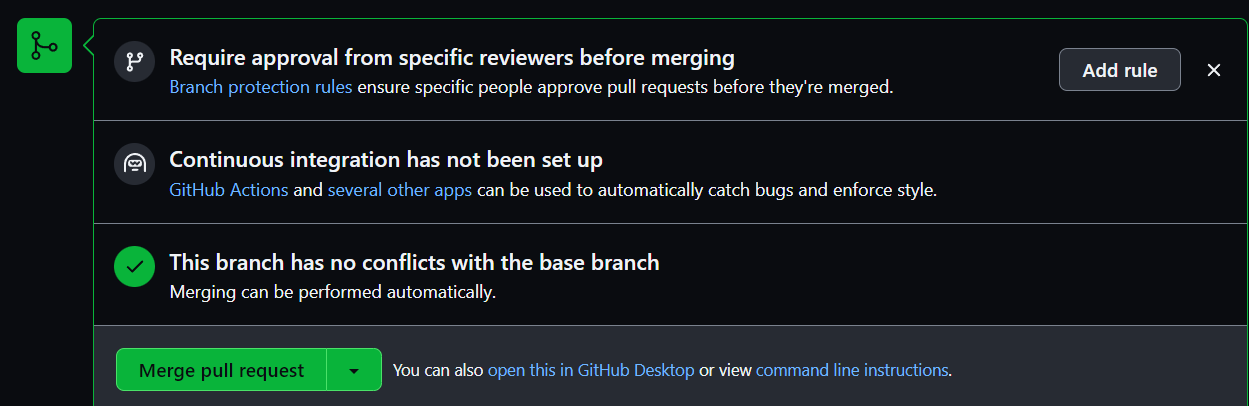 Require approval from specific reviewers before merging
Add rule
Branch protection rules ensure specific people approve pull requests before they're merged.
Continuous integration has not been set up
GitHub Actions and several other apps can be used to automatically catch bugs and enforce style.
This branch has no conflicts with the base branch
Merging can be performed automatically.
Merge pull request
You can also open this in GitHub Desktop or view command line instructions.